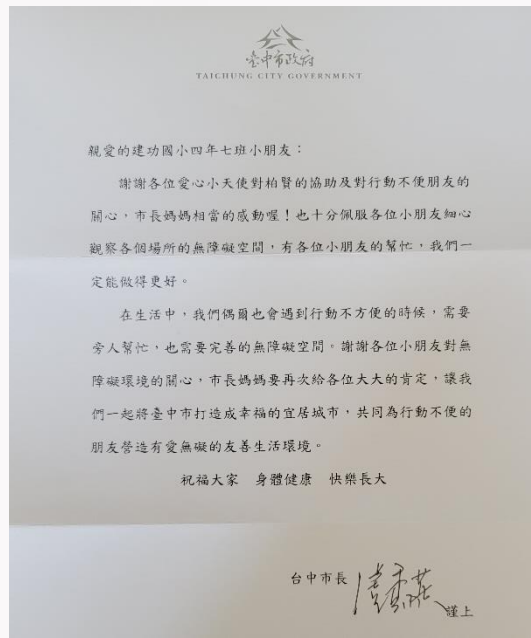 臺中市政府
TAICHUNG CITY GOVERNMENT
親愛的建功國小四年七班小朋友：
謝謝各位愛心小天使對柏賢的協助及對行動不便朋友的
關心，市長媽媽相當的感動喔！也十分佩服各位小朋友細心
觀察各個場所的無障礙空間，有各位小朋友的幫忙，我們一
定能做得更好。
在生活中，我們偶爾也會遇到行動不方便的時候，需要
旁人幫忙，也需要完善的無障礙空間。謝謝各位小朋友對無
障礙環境的關心，市長媽媽要再次給各位大大的肯定，讓我
們一起將臺中市打造成幸福的宜居城市，共同為行動不便的
朋友營造有愛無礙的友善生活環境。
祝福大家　身體健康　快樂長大
台中市長 盧秀燕 謹上